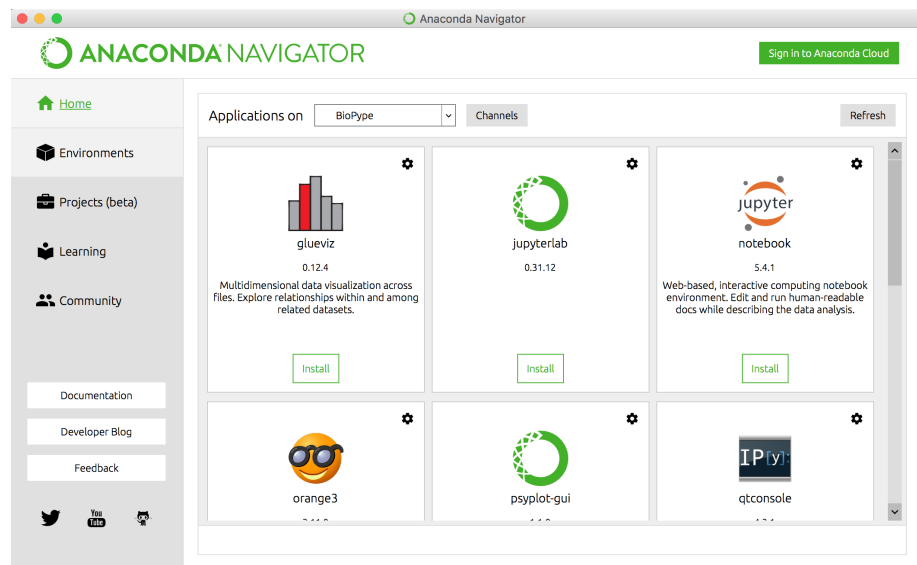 Anaconda Navigator
ANACONDA NAVIGATOR
Sign in to Anaconda Cloud
Home
Environments
Projects (beta)
Learning
Community
Documentation
Developer Blog
Feedback
You
Tube
Applications on
BioPype
Channels
Refresh
glueviz
0.12.4
Multidimensional data visualization across
files. Explore relationships within and among
related datasets.
Install
jupyterlab
0.31.12
Install
jupyter
notebook
5.4.1
Web-based, interactive computing notebook
environment. Edit and run human-readable
docs while describing the data analysis.
Install
orange3
psyplot-gui
IP[y]:
qtconsole